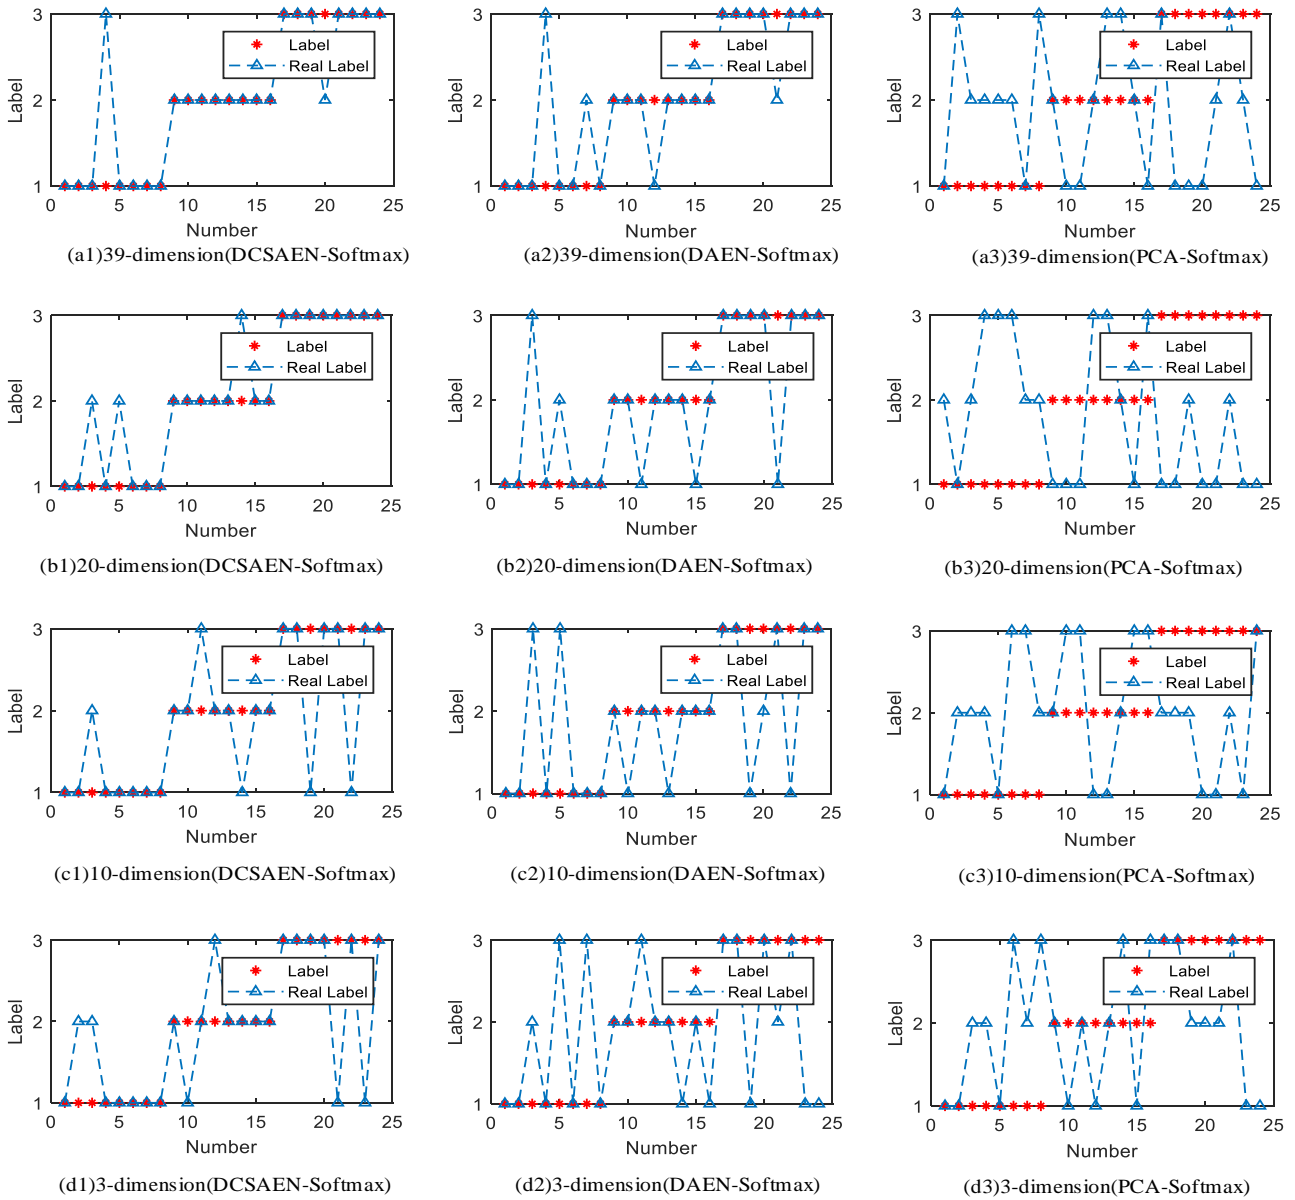 3
2
1
Label
Label
Real Label
0 5 10 15 20 25
Number
(a1)39-dimension(DCSAEN-Softmax)
3
2
1
Label
Label
Real Label
0 5 10 15 20 25
Number
(a2)39-dimension(DAEN-Softmax)
3
2
1
Label
Label
Real Label
0 5 10 15 20 25
Number
(a3)39-dimension(PCA-Softmax)
3
2
1
Label
Label
Real Label
0 5 10 15 20 25
Number
(b1)20-dimension(DCSAEN-Softmax)
3
2
1
Label
Label
Real Label
0 5 10 15 20 25
Number
(b2)20-dimension(DAEN-Softmax)
3
2
1
Label
Label
Real Label
0 5 10 15 20 25
Number
(b3)20-dimension(PCA-Softmax)
3
2
1
Label
Label
Real Label
0 5 10 15 20 25
Number
(c1)10-dimension(DCSAEN-Softmax)
3
2
1
Label
Label
Real Label
0 5 10 15 20 25
Number
(c2)10-dimension(DAEN-Softmax)
3
2
1
Label
Label
Real Label
0 5 10 15 20 25
Number
(c3)10-dimension(PCA-Softmax)
3
2
1
Label
Label
Real Label
0 5 10 15 20 25
Number
(d1)3-dimension(DCSAEN-Softmax)
3
2
1
Label
Label
Real Label
0 5 10 15 20 25
Number
(d2)3-dimension(DAEN-Softmax)
3
2
1
Label
Label
Real Label
0 5 10 15 20 25
Number
(d3)3-dimension(PCA-Softmax)